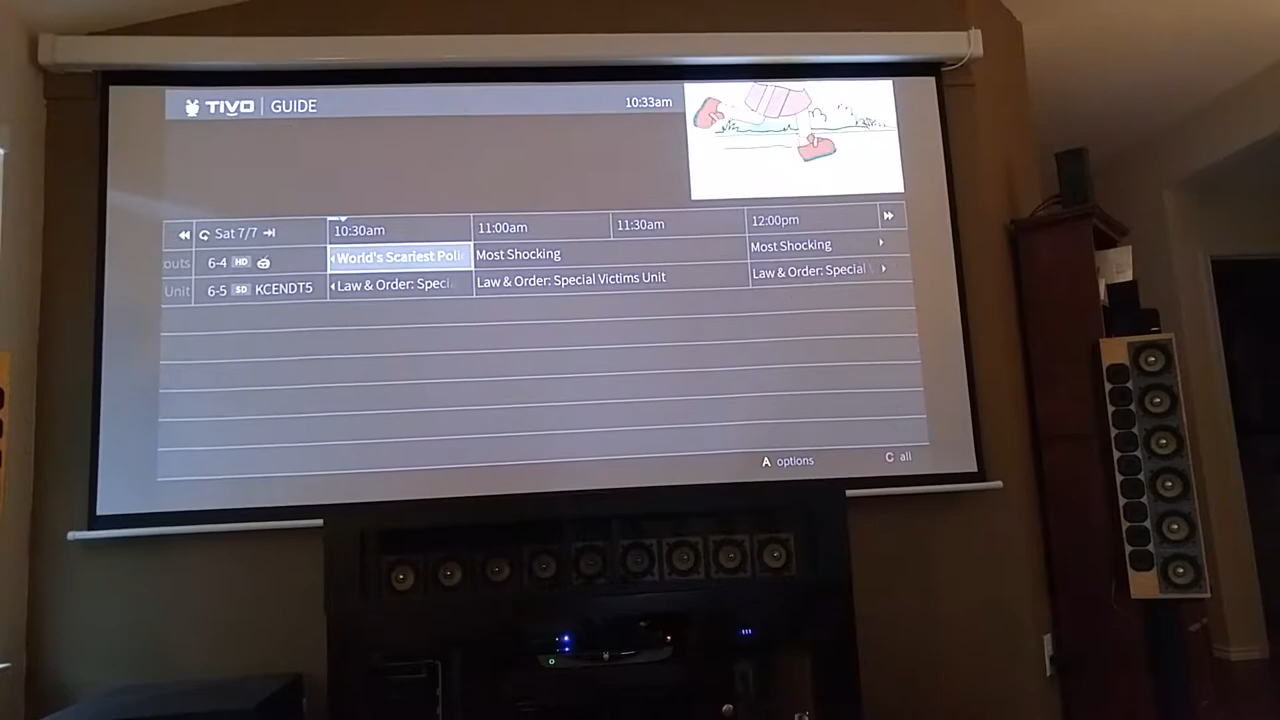 TIVO | GUIDE 10:33am
Sat 7/7 10:30am 11:00am 11:30am 12:00pm
outs 6-4 HD World's Scariest Poli Most Shocking Most Shocking
Unit 6-5 SD KCENDT5 Law & Order: Speci Law & Order: Special Victims Unit Law & Order: Special
A options C all